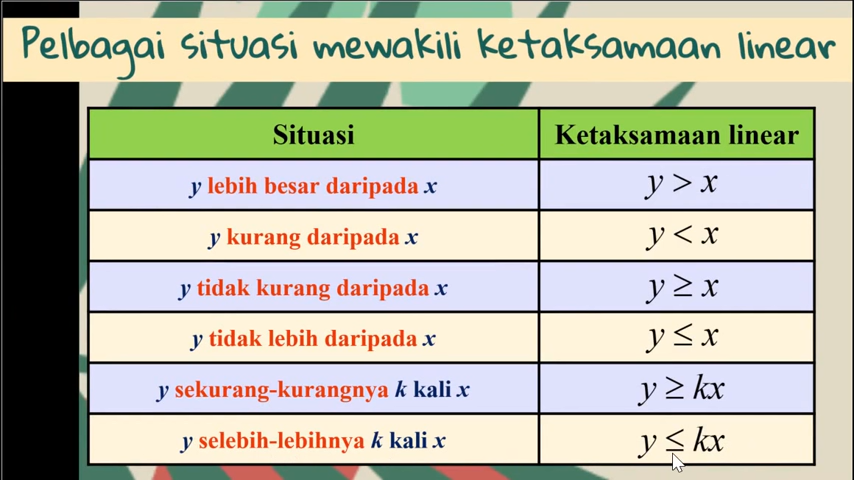 Pelbagai situasi mewakili ketaksamaan linear
Situasi Ketaksamaan linear
y lebih besar daripada x y > x
y kurang daripada x y < x
y tidak kurang daripada x y ≥ x
y tidak lebih daripada x y ≤ x
y sekurang-kurangnya k kali x y ≥ kx
y selebih-lebihnya k kali x y ≤ kx